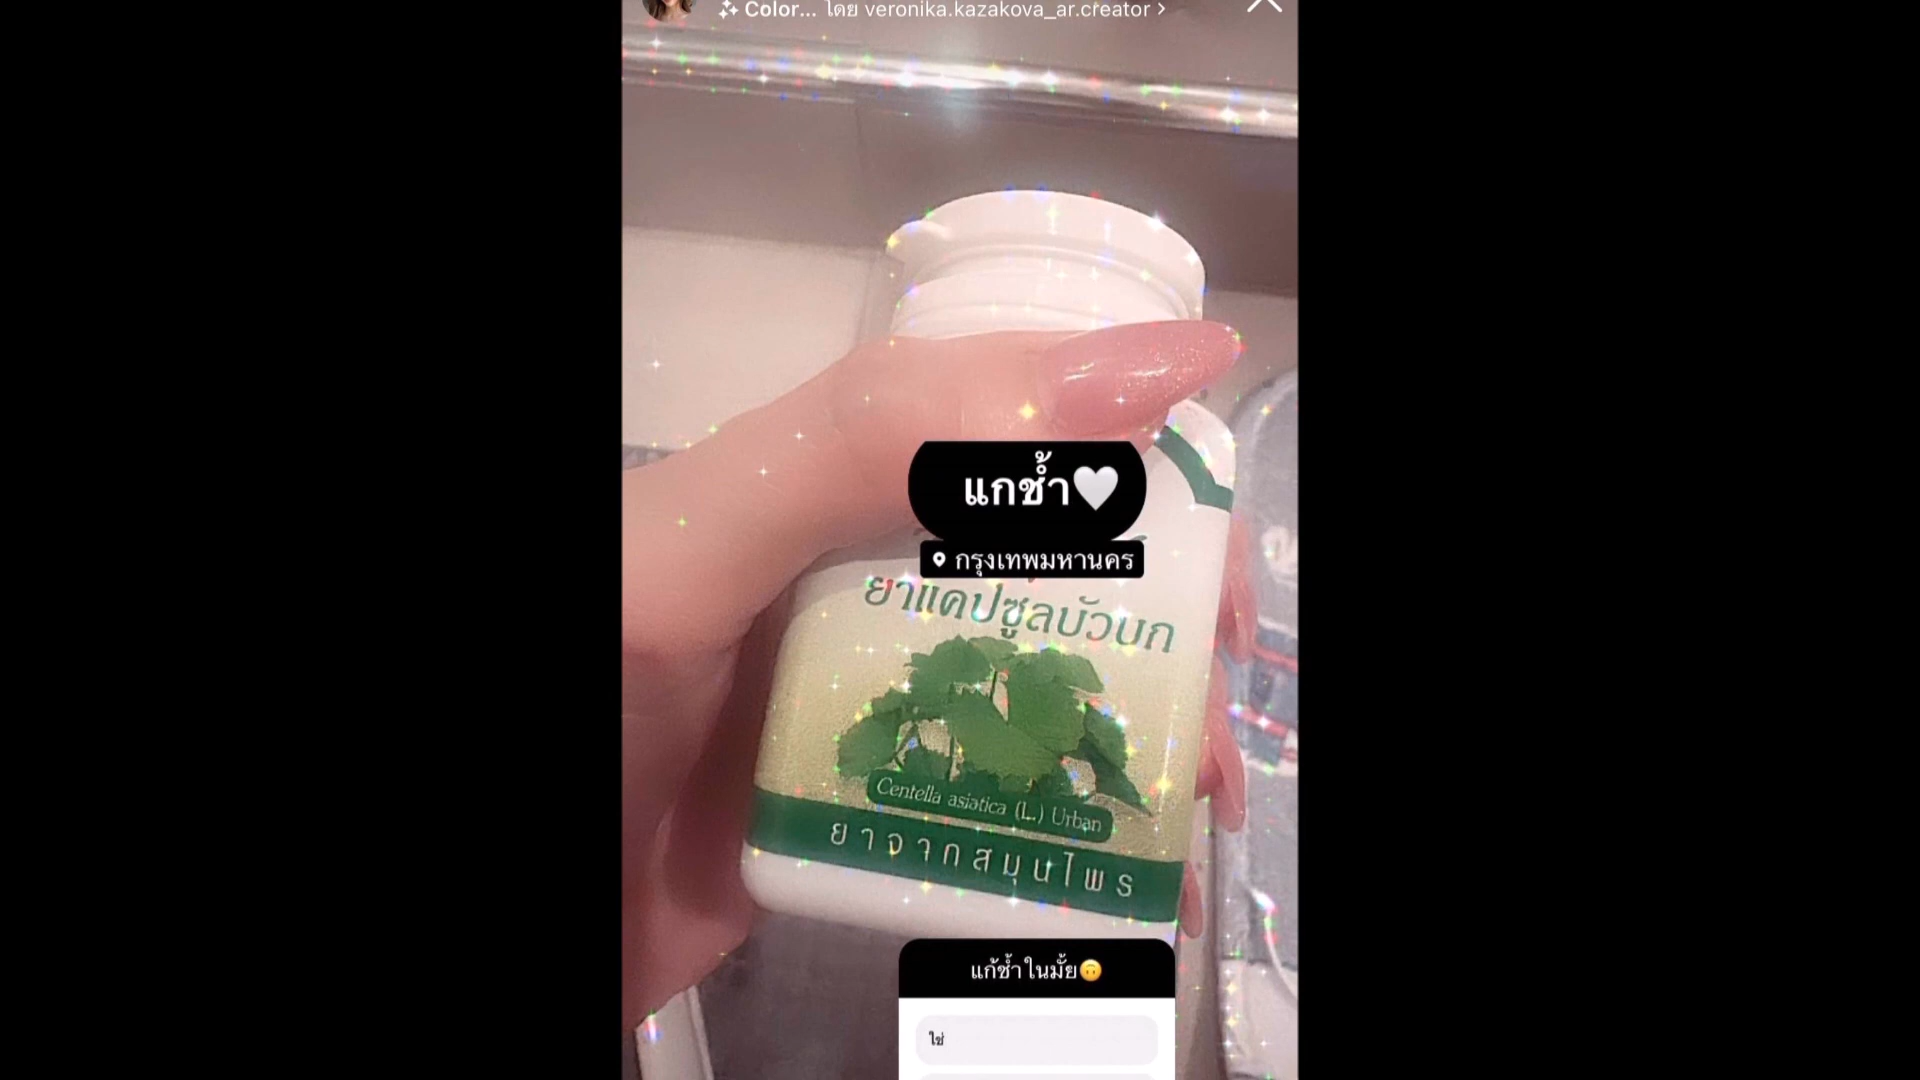 Color... โดย veronika.kazakova_ar.creator >
แกช้ำ🤍
กรุงเทพมหานคร
ยาแคปซูลบัวบก
Centella asiatica (L.) Urban
ยาจากสมุนไพร
แก้ช้ำในมั้ย🙃
ใช่